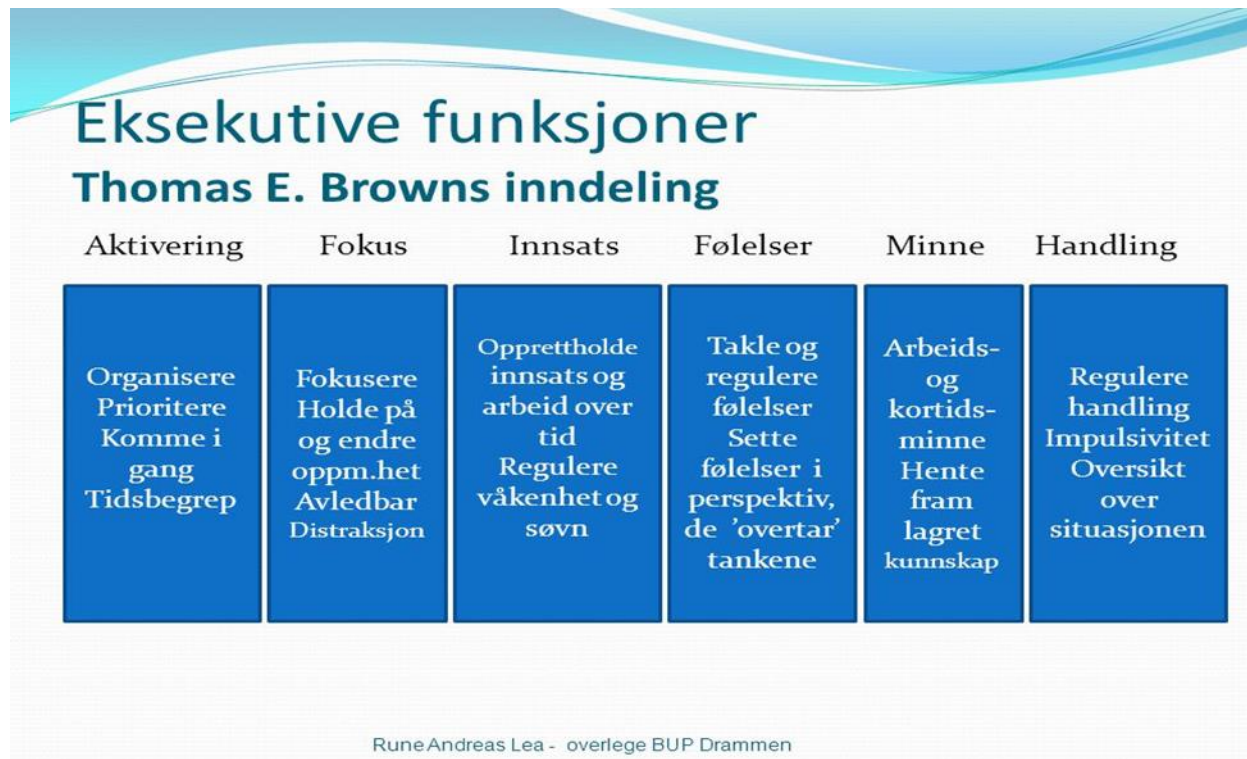 Eksekutive funksjoner
Thomas E. Browns inndeling
Aktivering
Organisere
Prioritere
Komme i
gang
Tidsbegrep
Fokus
Fokusere
Holde på
og endre
oppm.het
Avledbar
Distraksjon
Innsats
Opprettholde
innsats og
arbeid over
tid
Regulere
våkenhet og
søvn
Følelser
Takle og
regulere
følelser
Sette
følelser i
perspektiv,
de ’overtar’
tankene
Minne
Arbeids-
og
kortids-
minne
Hente
fram
lagret
kunnskap
Handling
Regulere
handling
Impulsivitet
Oversikt
over
situasjonen
Rune Andreas Lea - overlege BUP Drammen